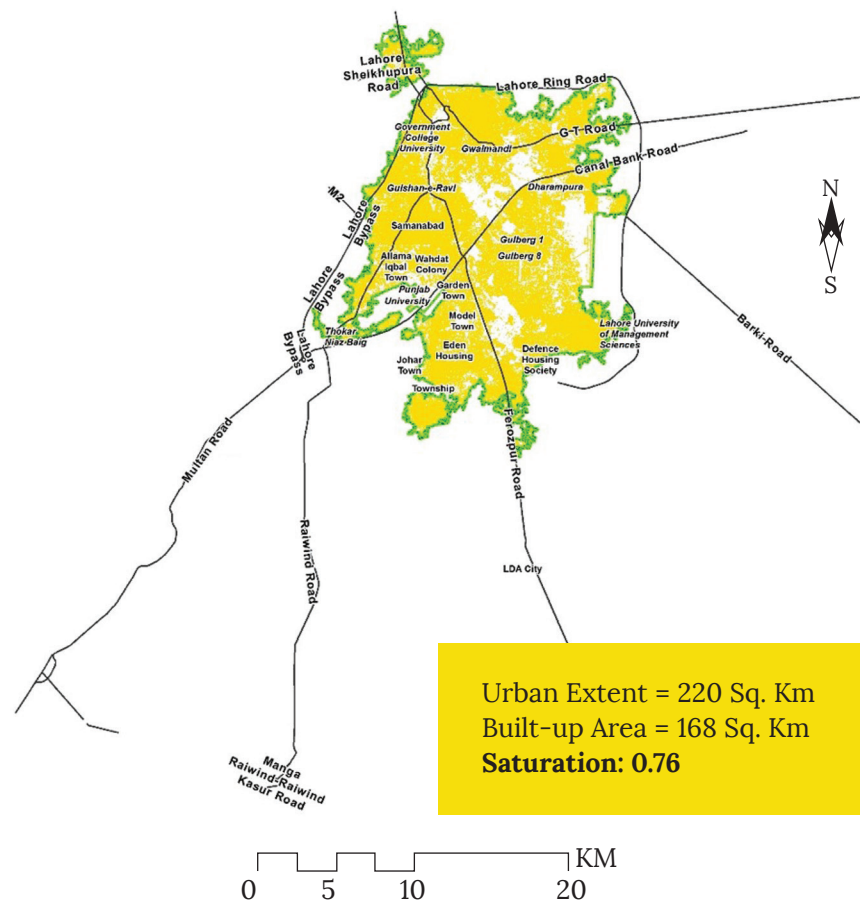 Lahore
Sheikhupura
Road
Lahore Ring Road
Government
College
University
Gwalmandi
G T Road
Canal Bank Road
Gulshan-e-Ravi
Dharampura
M2
Lahore
Bypass
Samanabad
Gulberg 1
Gulberg 8
Allama
Iqbal
Town
Wahdat
Colony
Lahore
Bypass
Punjab
University
Garden
Town
Model
Town
Thokar
Niaz-Baig
Lahore
Bypass
Lahore University
of Management
Sciences
Barki-Road
Eden
Housing
Defence
Housing
Society
Johar
Town
Township
Multan Road
Ferozpur Road
Raiwind Road
LDA City
Manga
Raiwind-Raiwind
Kasur Road
N
S
Urban Extent = 220 Sq. Km
Built-up Area = 168 Sq. Km
Saturation: 0.76
KM
0 5 10 20